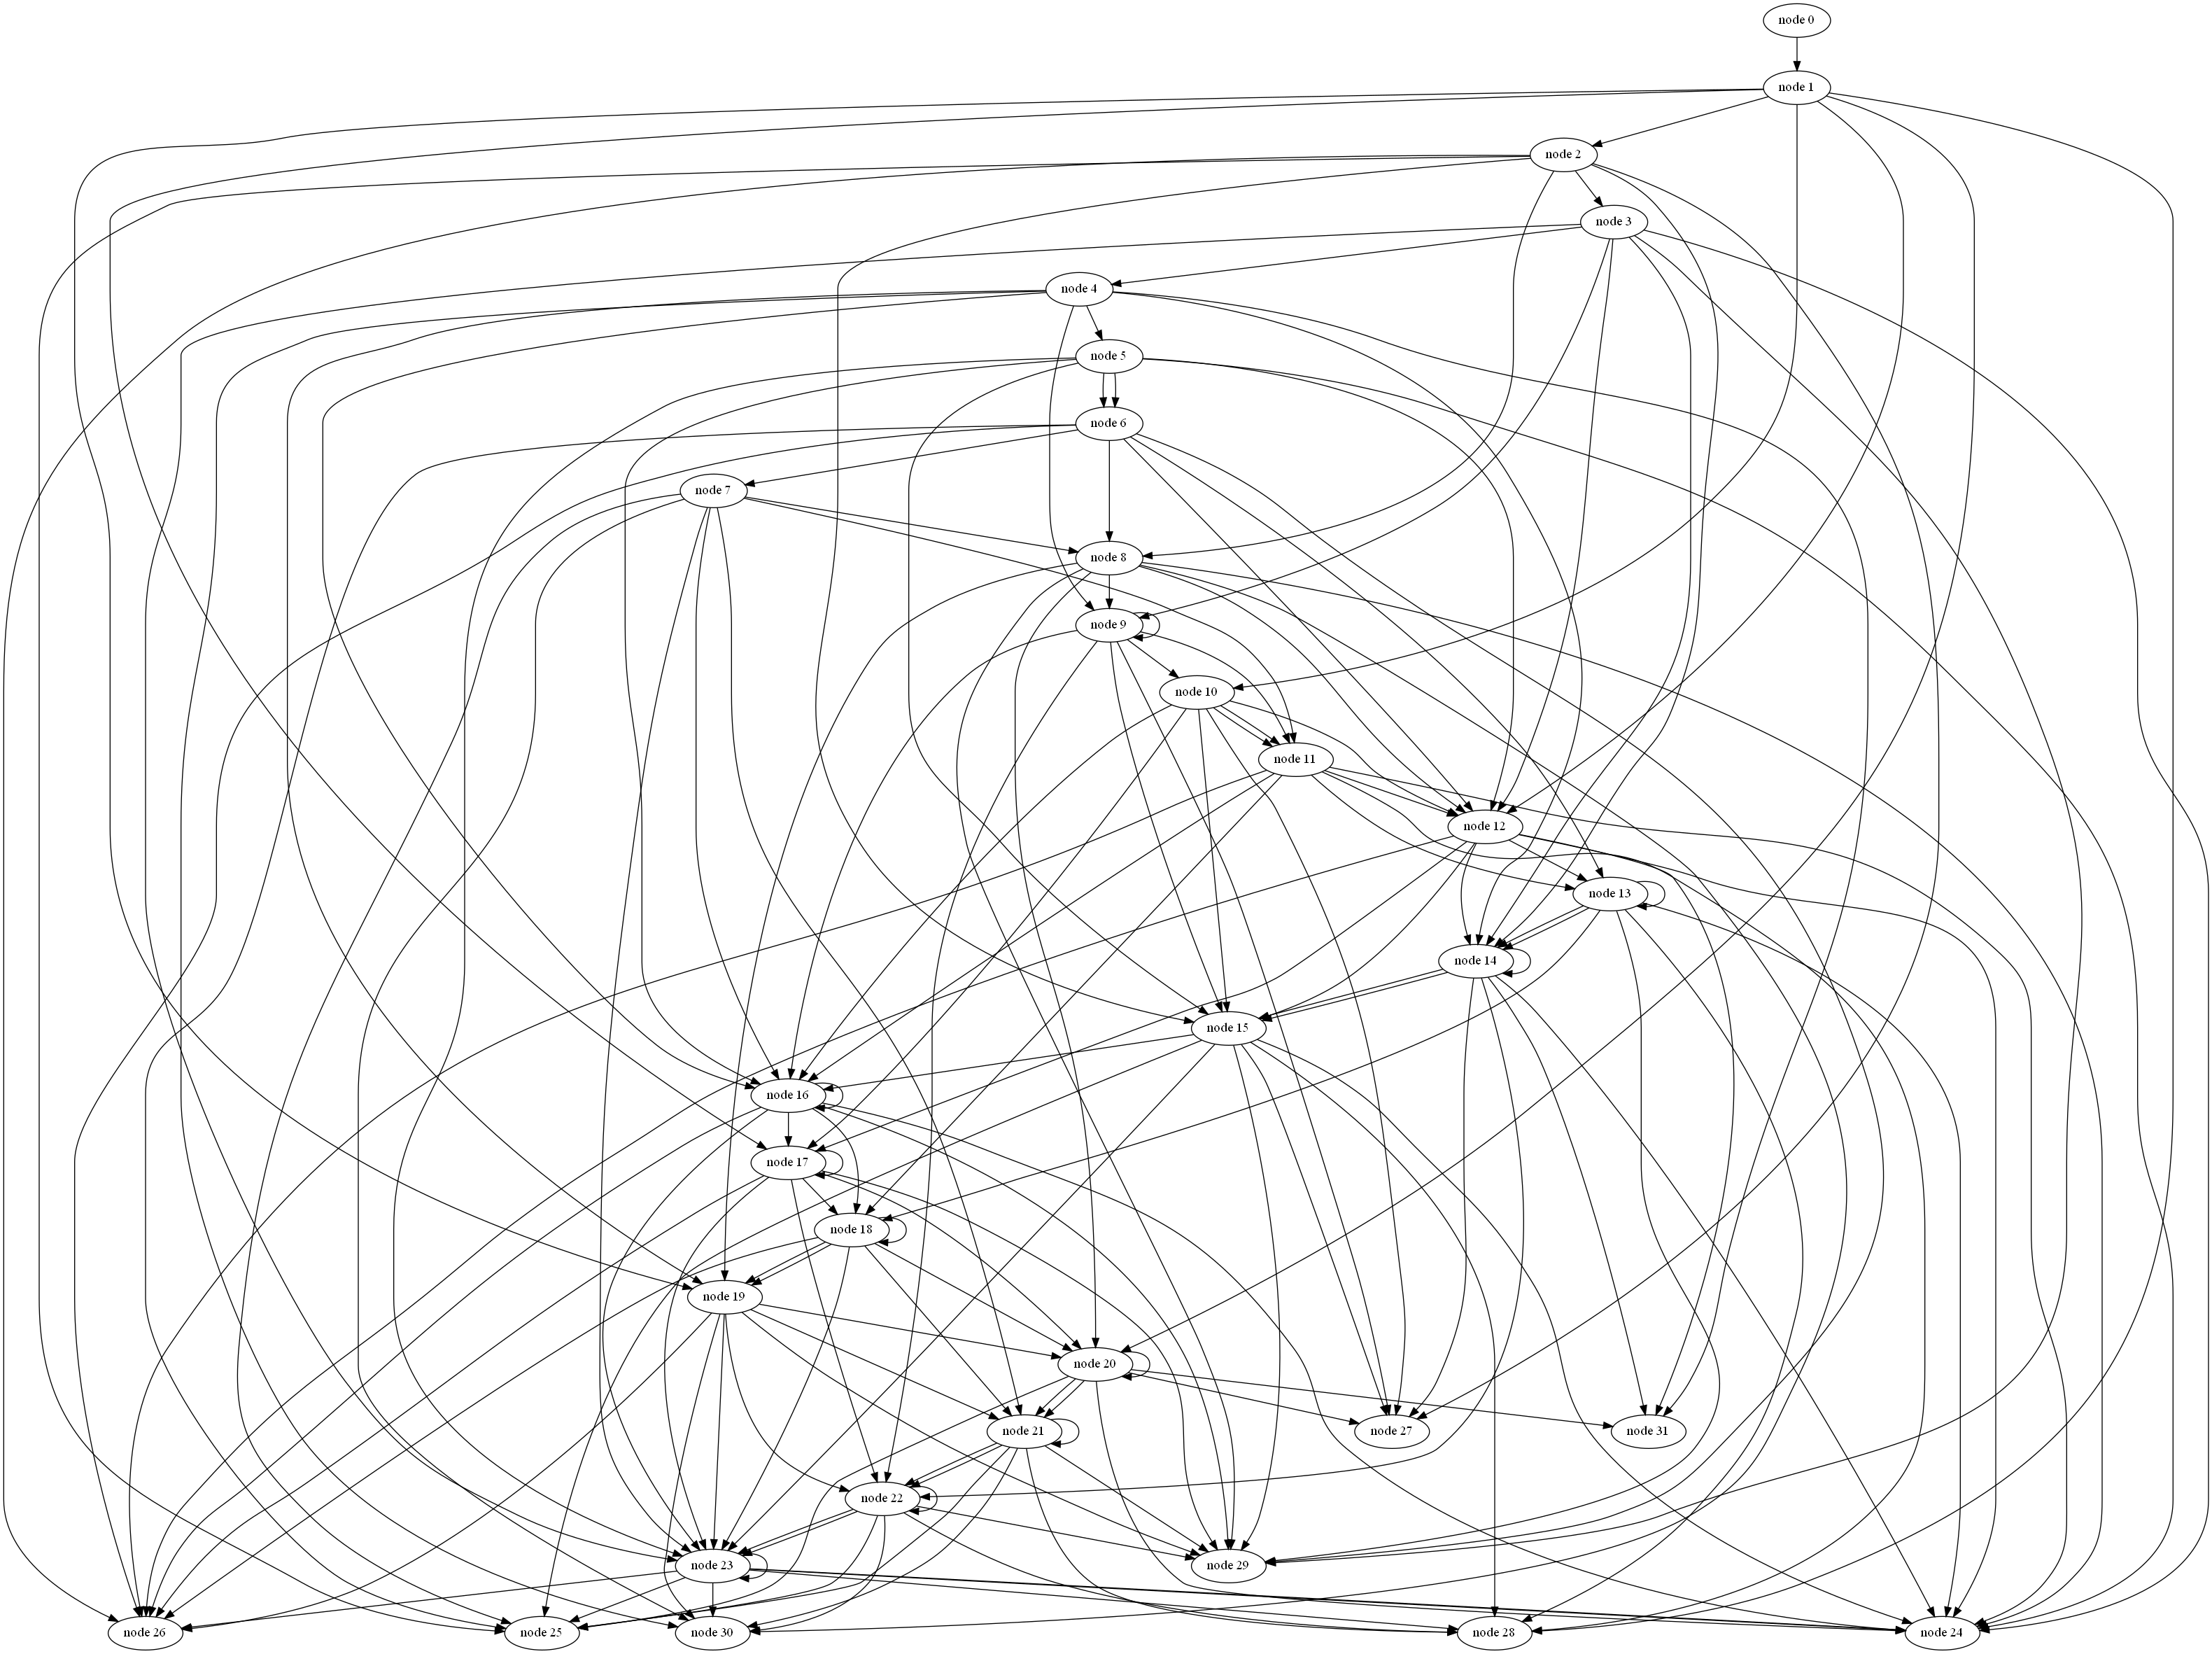 node 0
node 1
node 2
node 3
node 4
node 5
node 6
node 7
node 8
node 9
node 10
node 11
node 12
node 13
node 14
node 15
node 16
node 17
node 18
node 19
node 20
node 21
node 27
node 31
node 22
node 23
node 29
node 26
node 25
node 30
node 28
node 24